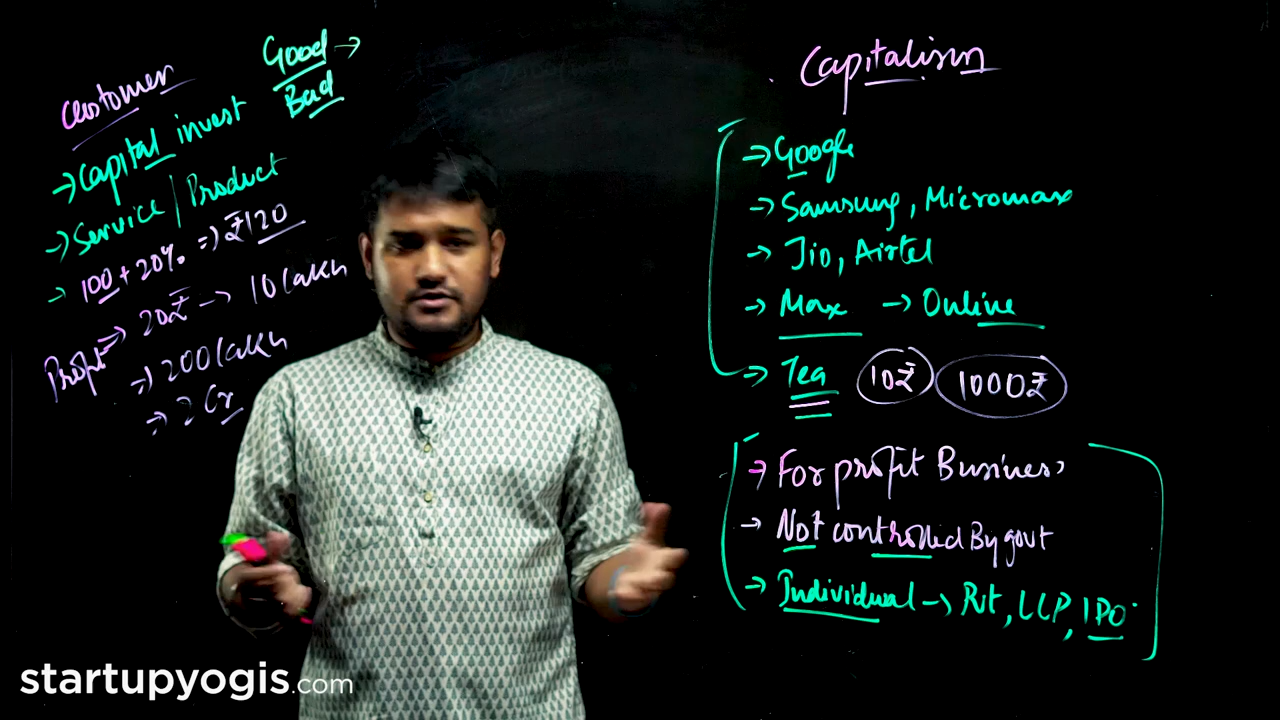 Customer
Good →
Bad
→ Capital invest
→ Service | Product
→ 100 + 20% => ₹120
Profit => 20₹ → 10 lakh
=> 200 lakh
=> 2 Cr
Capitalism
→ Google
→ Samsung, Micromax
→ Jio, Airtel
→ Max → Online
→ Tea 10₹ 1000₹
→ For profit Business
→ Not controlled By govt
→ Individual → Pvt, LLP, IPO
startupyogis.com